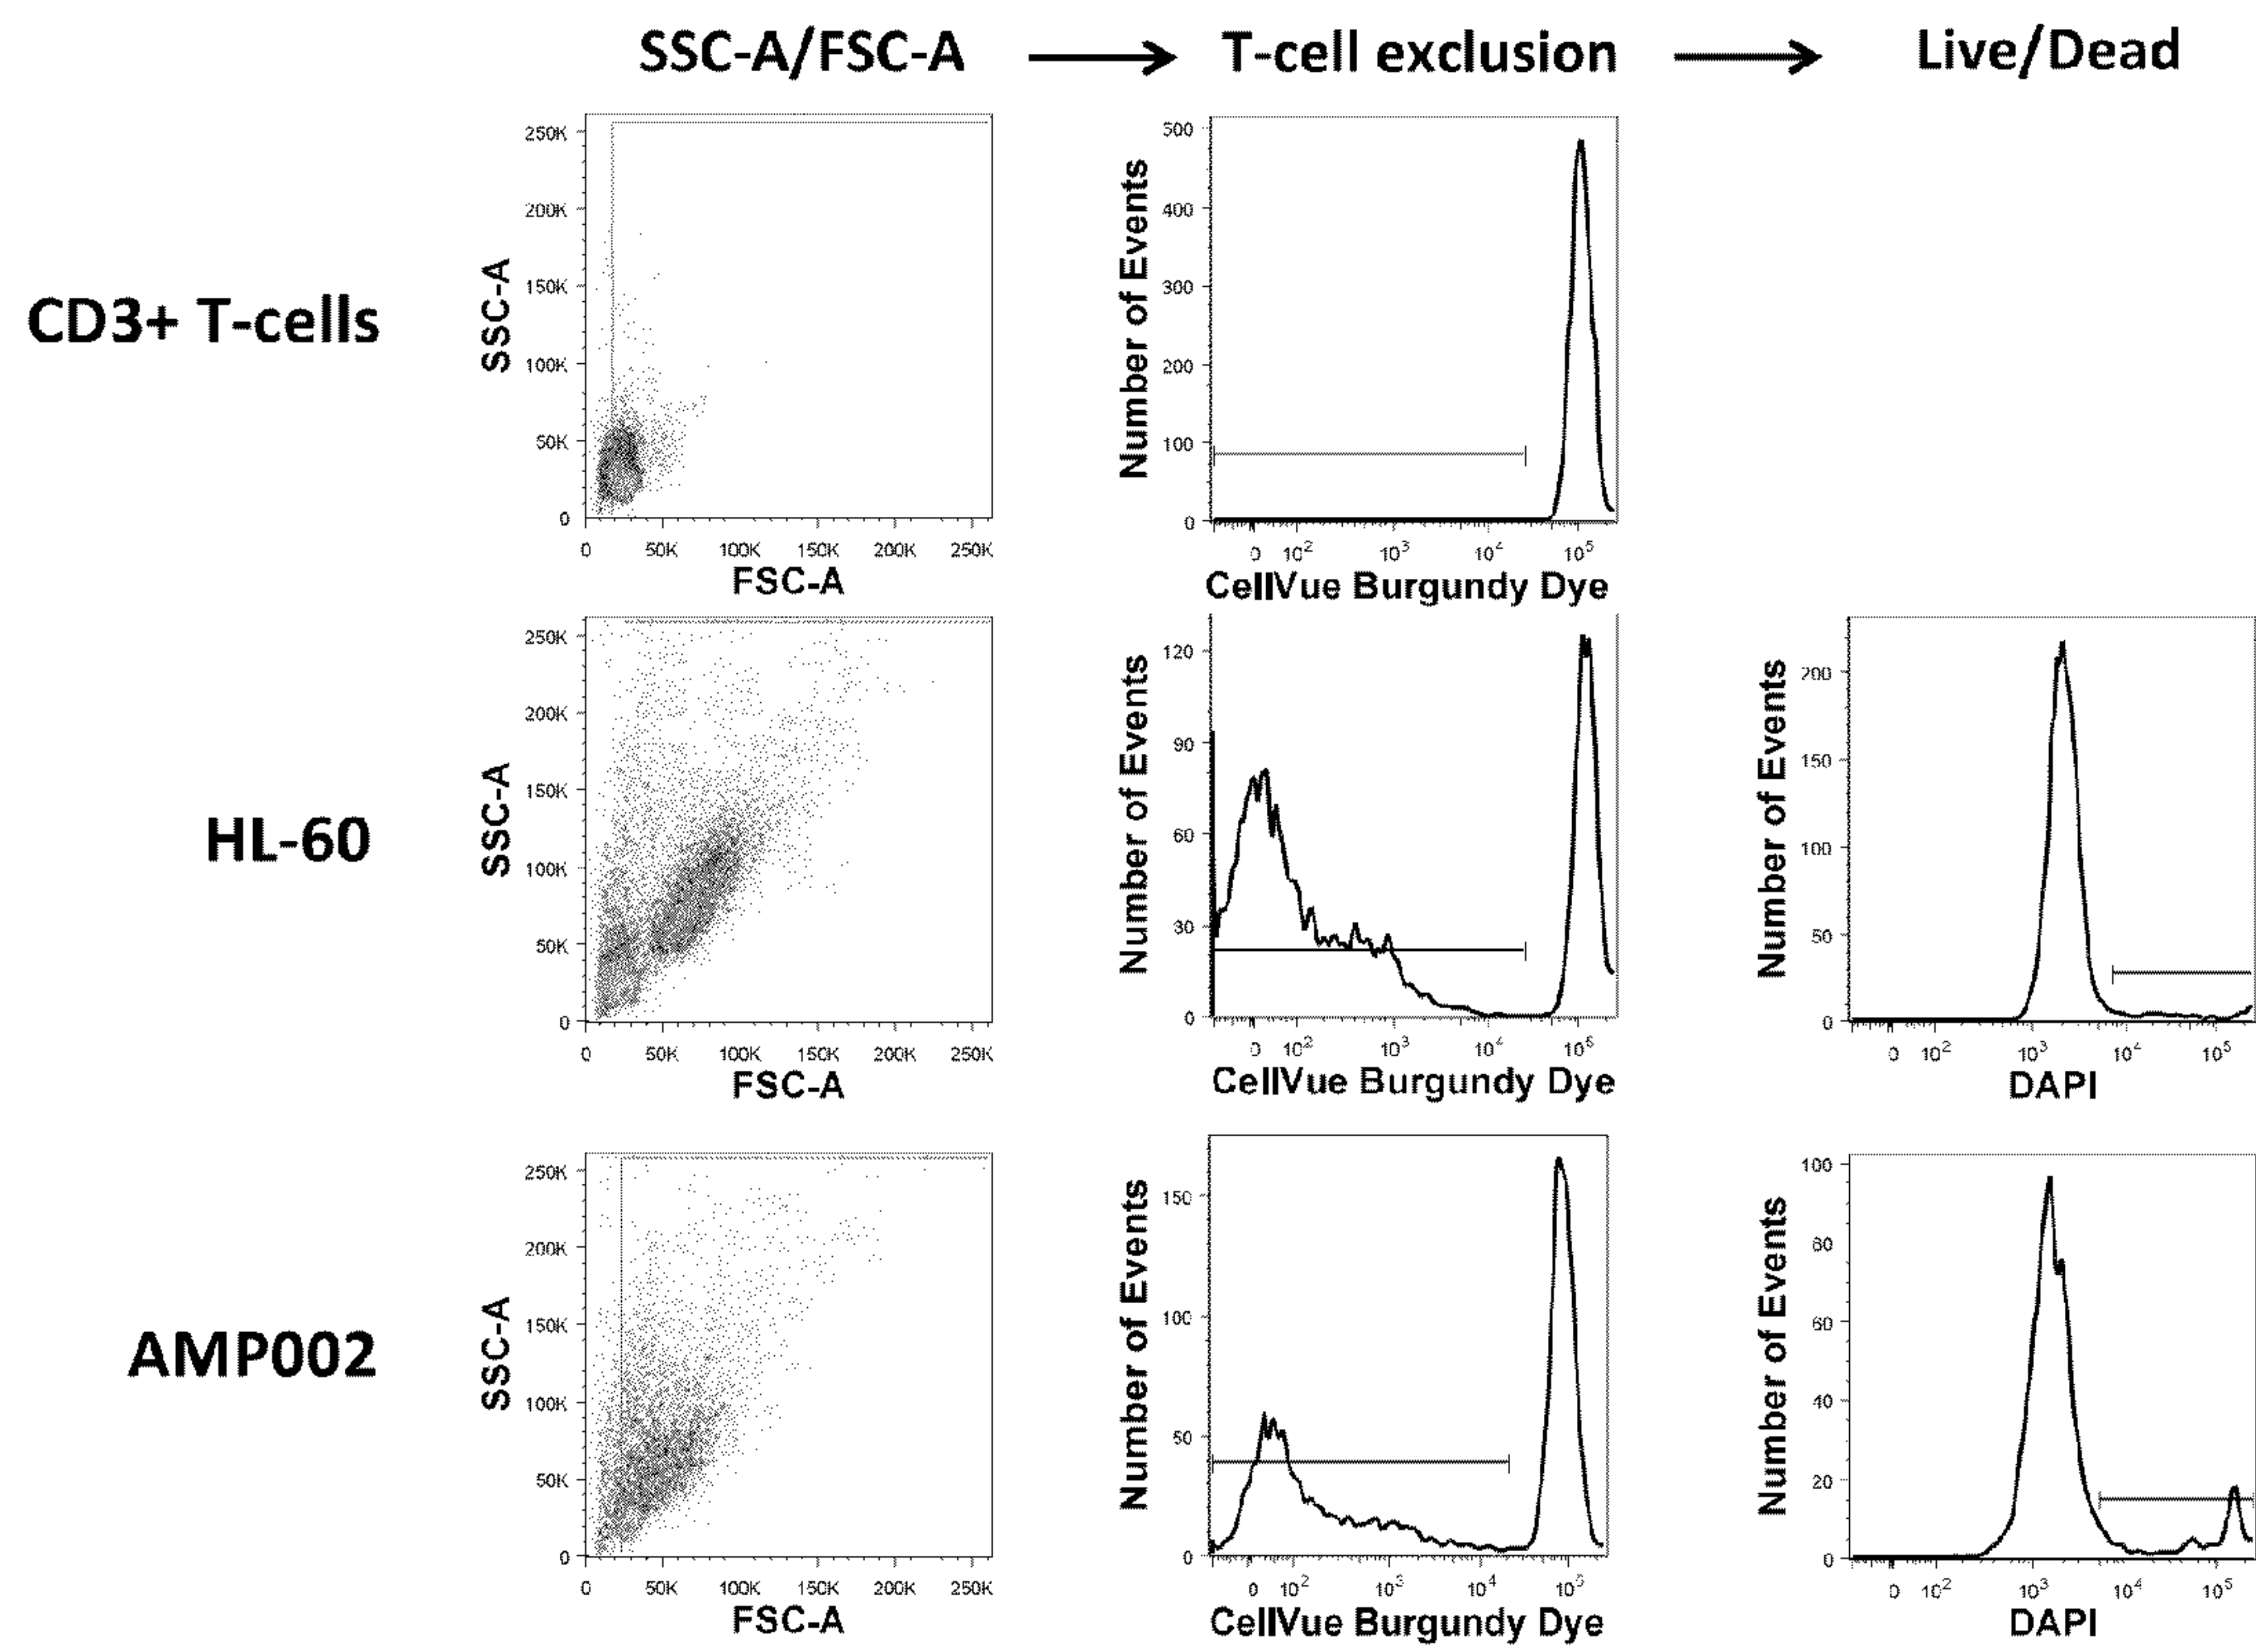 SSC-A/FSC-A → T-cell exclusion → Live/Dead
CD3+ T-cells
SSC-A
250K
200K
150K
100K
50K
0
0 50K 100K 150K 200K 250K
FSC-A
Number of Events
500
400
300
200
100
0
0 10² 10³ 10⁴ 10⁵
CellVue Burgundy Dye
HL-60
SSC-A
250K
200K
150K
100K
50K
0
0 50K 100K 150K 200K 250K
FSC-A
Number of Events
120
90
60
30
0
0 10² 10³ 10⁴ 10⁵
CellVue Burgundy Dye
Number of Events
200
150
100
50
0
0 10² 10³ 10⁴ 10⁵
DAPI
AMP002
SSC-A
250K
200K
150K
100K
50K
0
0 50K 100K 150K 200K 250K
FSC-A
Number of Events
150
100
50
0
0 10² 10³ 10⁴ 10⁵
CellVue Burgundy Dye
Number of Events
100
80
60
40
20
0
0 10² 10³ 10⁴ 10⁵
DAPI